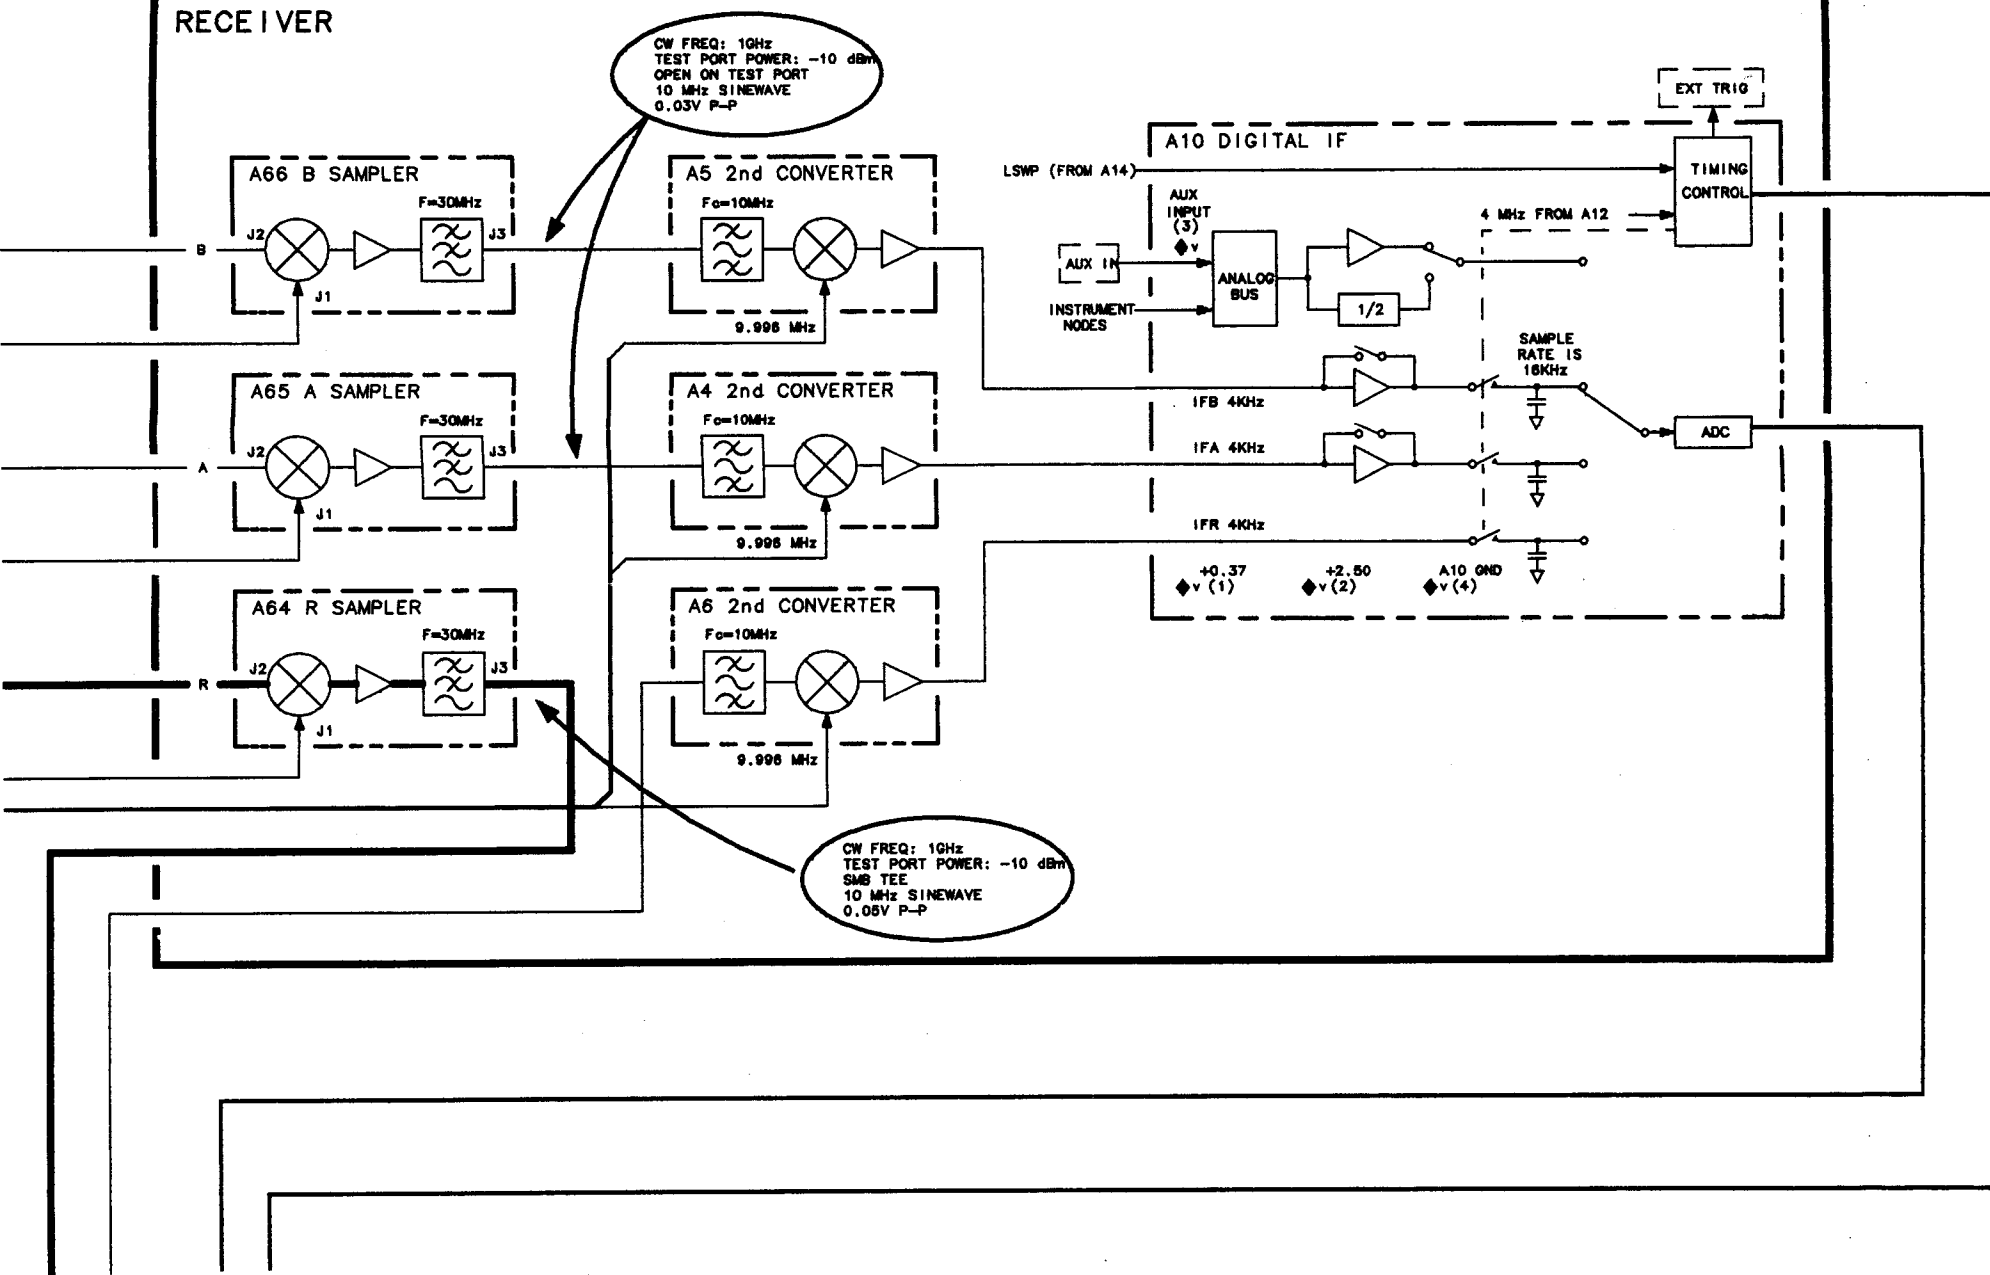 RECEIVER
CW FREQ: 1GHz
TEST PORT POWER: -10 dBm
OPEN ON TEST PORT
10 MHz SINEWAVE
0.03V P-P
EXT TRIG
A10 DIGITAL IF
LSWP (FROM A14)
TIMING
CONTROL
4 MHz FROM A12
AUX
INPUT
(3)
v
AUX IN
ANALOG
BUS
INSTRUMENT
NODES
1/2
A66 B SAMPLER
F=30MHz
B
J2
J3
J1
A5 2nd CONVERTER
Fc=10MHz
9.996 MHz
SAMPLE
RATE IS
16KHz
IFB 4KHz
ADC
A65 A SAMPLER
F=30MHz
A
J2
J3
J1
A4 2nd CONVERTER
Fc=10MHz
9.996 MHz
IFA 4KHz
IFR 4KHz
+0.37
v (1)
+2.50
v (2)
A10 GND
v (4)
A64 R SAMPLER
F=30MHz
R
J2
J3
J1
A6 2nd CONVERTER
Fc=10MHz
9.996 MHz
CW FREQ: 1GHz
TEST PORT POWER: -10 dBm
SMB TEE
10 MHz SINEWAVE
0.05V P-P